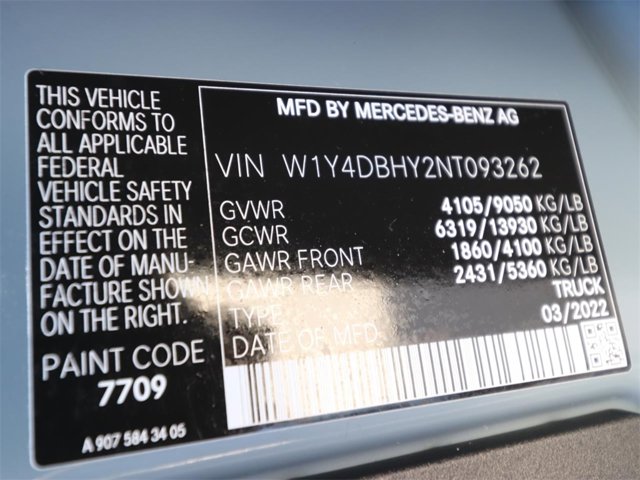 THIS VEHICLE
CONFORMS TO
ALL APPLICABLE
FEDERAL
VEHICLE SAFETY
STANDARDS IN
EFFECT ON THE
DATE OF MANU-
FACTURE SHOWN
ON THE RIGHT.
PAINT CODE
7709
A 907 584 34 05
MFD BY MERCEDES-BENZ AG
VIN W1Y4DBHY2NT093262
GVWR 4105/9050 KG/LB
GCWR 6319/13930 KG/LB
GAWR FRONT 1860/4100 KG/LB
GAWR REAR 2431/5360 KG/LB
TYPE TRUCK
DATE OF MFD 03/2022